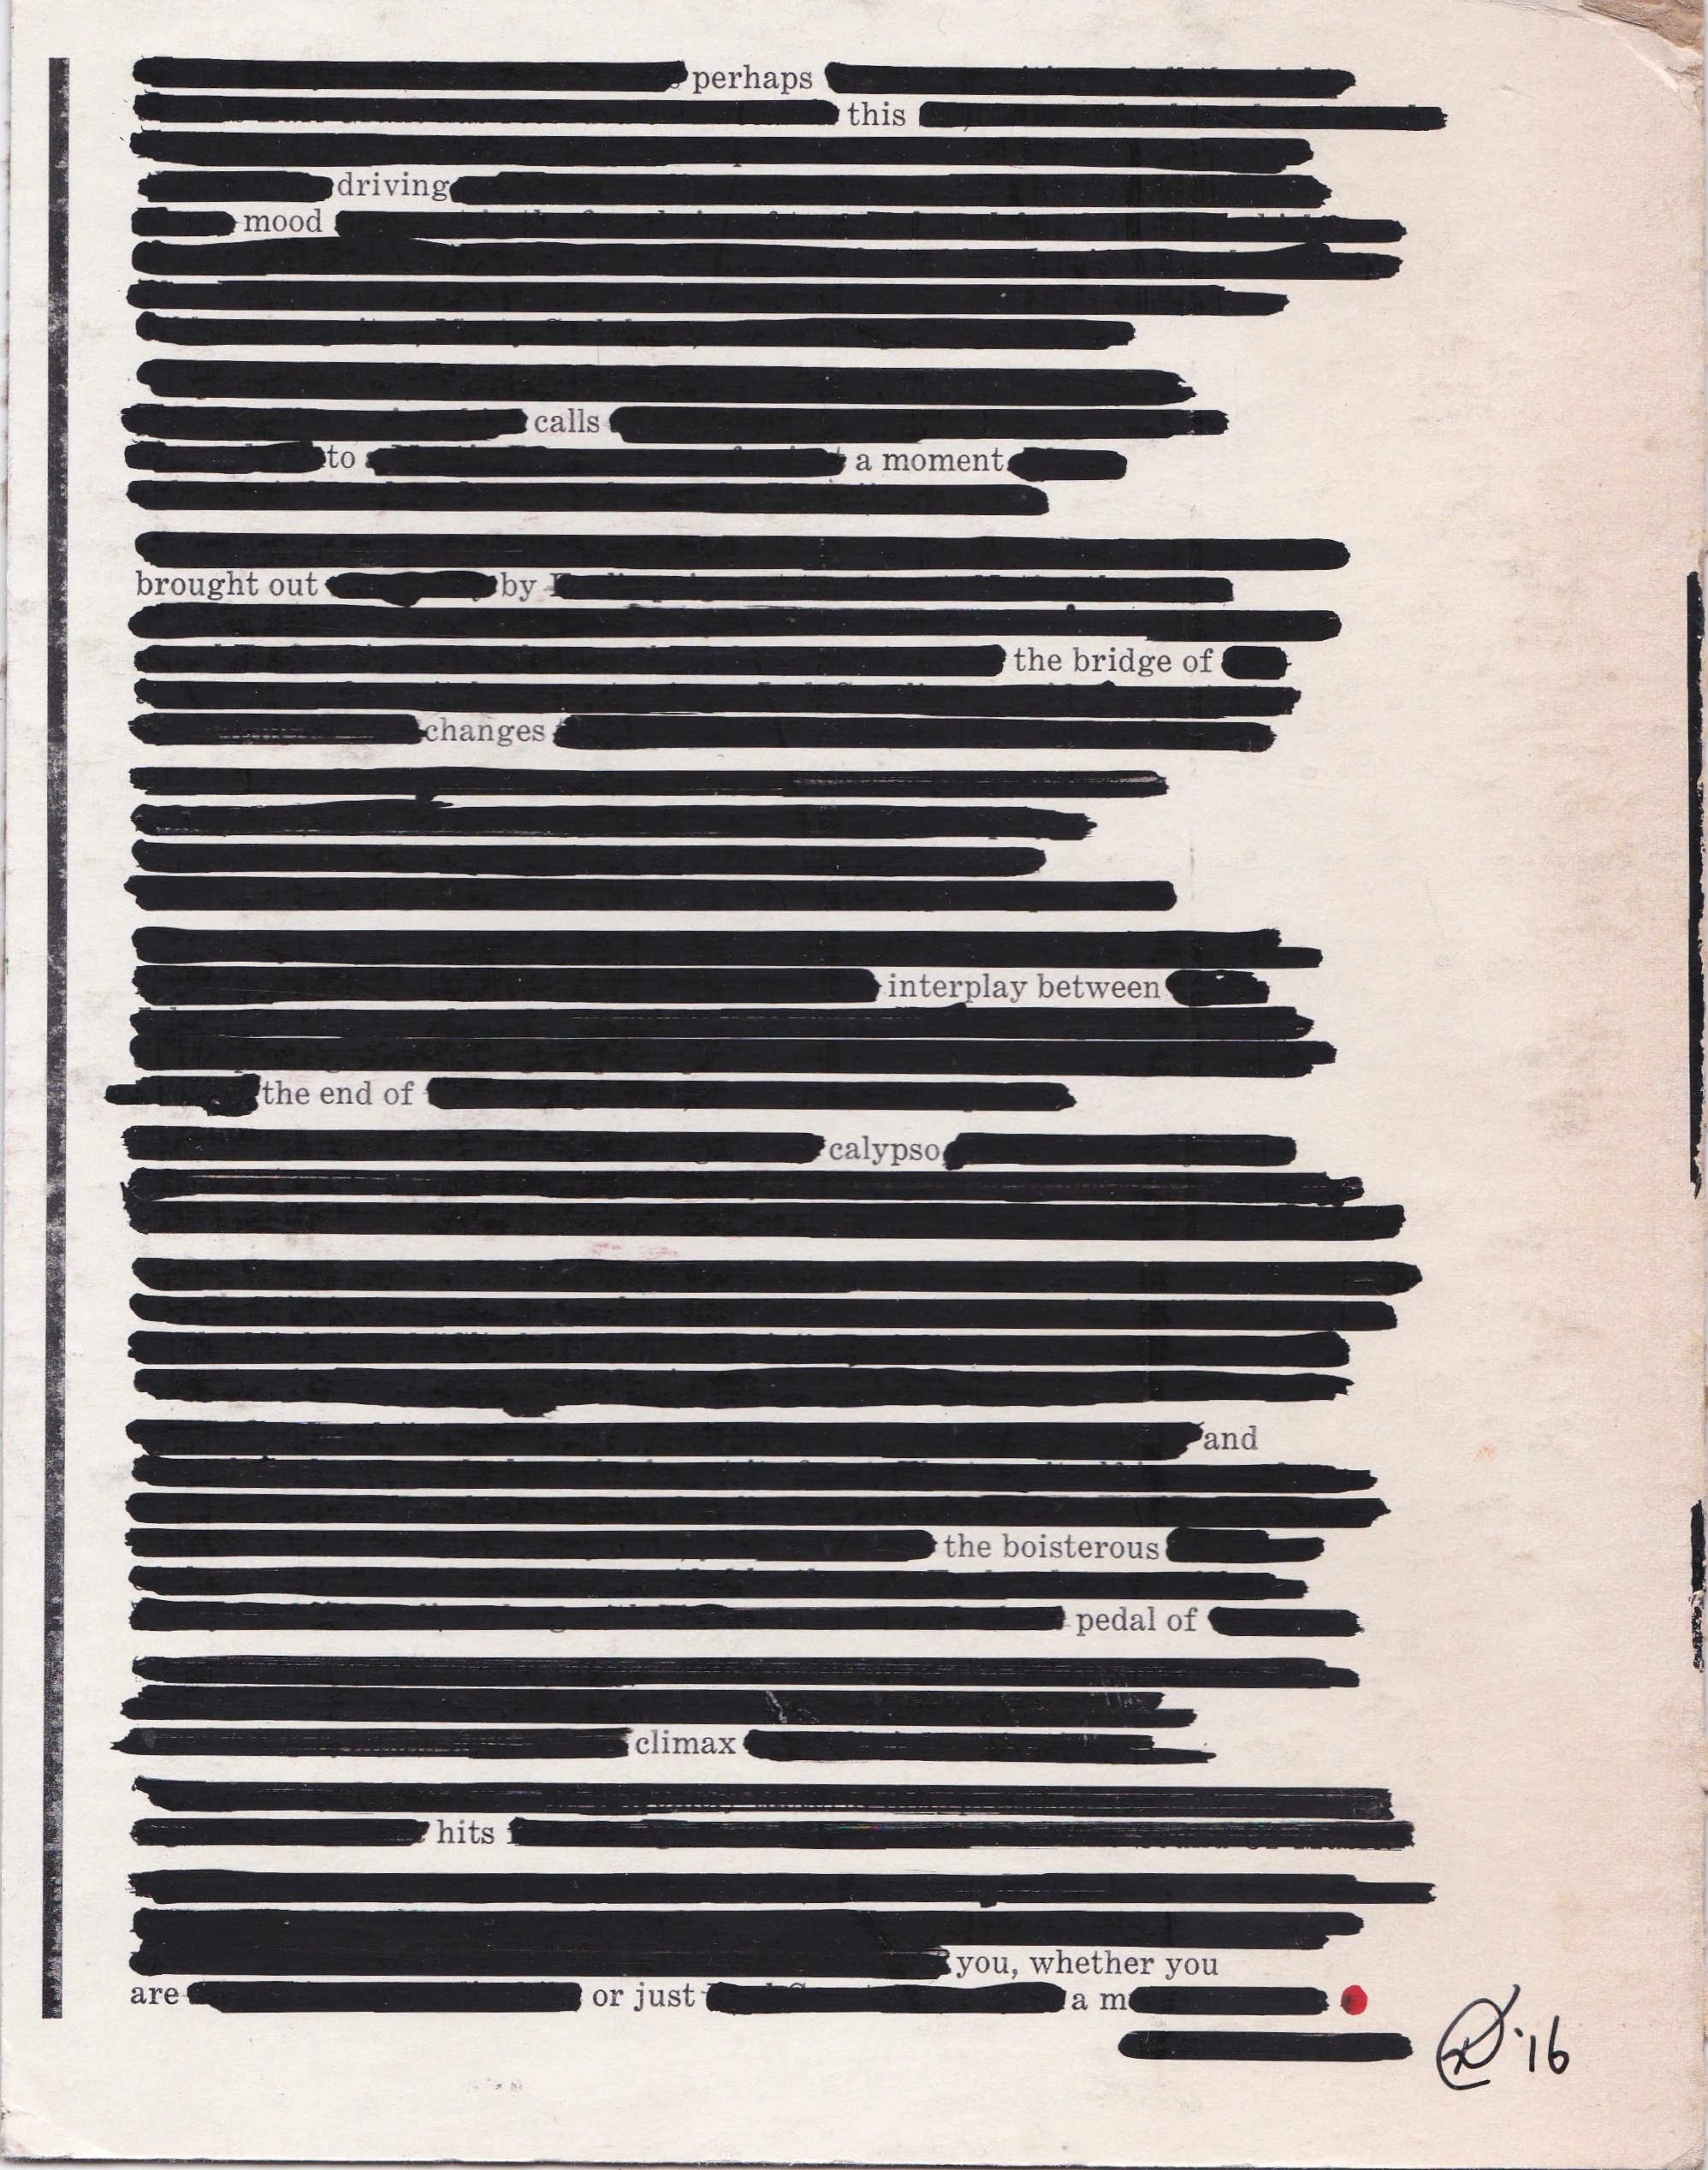 perhaps
this
driving
mood
calls
to a moment
brought out by
the bridge of
changes
interplay between
the end of
calypso
and
the boisterous
pedal of
climax
hits
you, whether you
are or just a m
'16